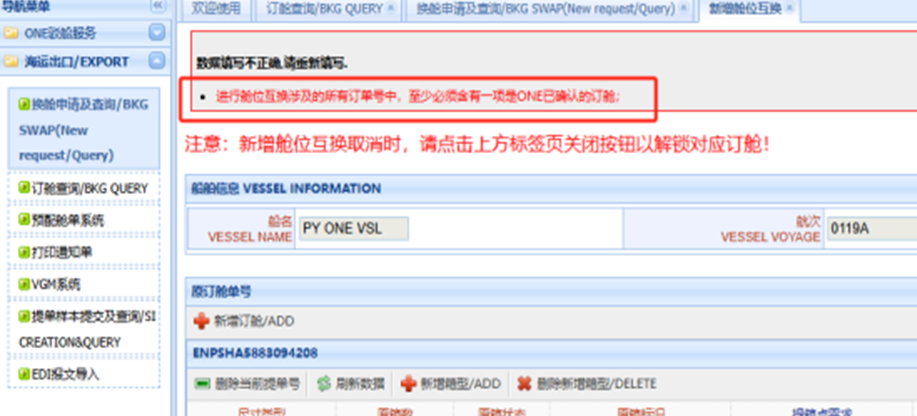 导航菜单
欢迎使用
订舱查询/BKG QUERY
换舱申请及查询/BKG SWAP(New request/Query)
新增舱位互换
ONE驳船服务
海运出口/EXPORT
换舱申请及查询/BKG
SWAP(New
request/Query)
订舱查询/BKG QUERY
预配舱单系统
打印通知单
VGM系统
提单样本提交及查询/SI
CREATION&QUERY
EDI报文导入
数据填写不正确,请重新填写.
进行舱位互换涉及的所有订单号中，至少必须含有一项是ONE已确认的订舱;
注意：新增舱位互换取消时，请点击上方标签页关闭按钮以解锁对应订舱！
船舶信息 VESSEL INFORMATION
船名
VESSEL NAME
PY ONE VSL
航次
VESSEL VOYAGE
0119A
原订舱单号
新增订舱/ADD
ENPSHA5883094208
删除当前提单号
刷新数据
新增箱型/ADD
删除新增箱型/DELETE
尺寸类型